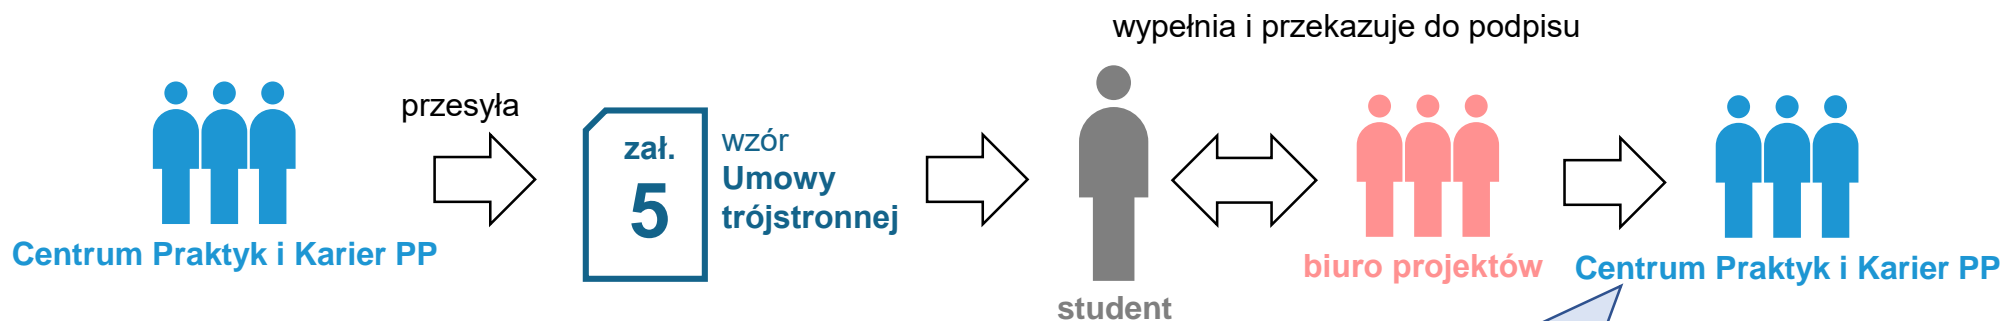 wypełnia i przekazuje do podpisu
przesyła
zał.
5
wzór
Umowy
trójstronnej
Centrum Praktyk i Karier PP
student
biuro projektów
Centrum Praktyk i Karier PP